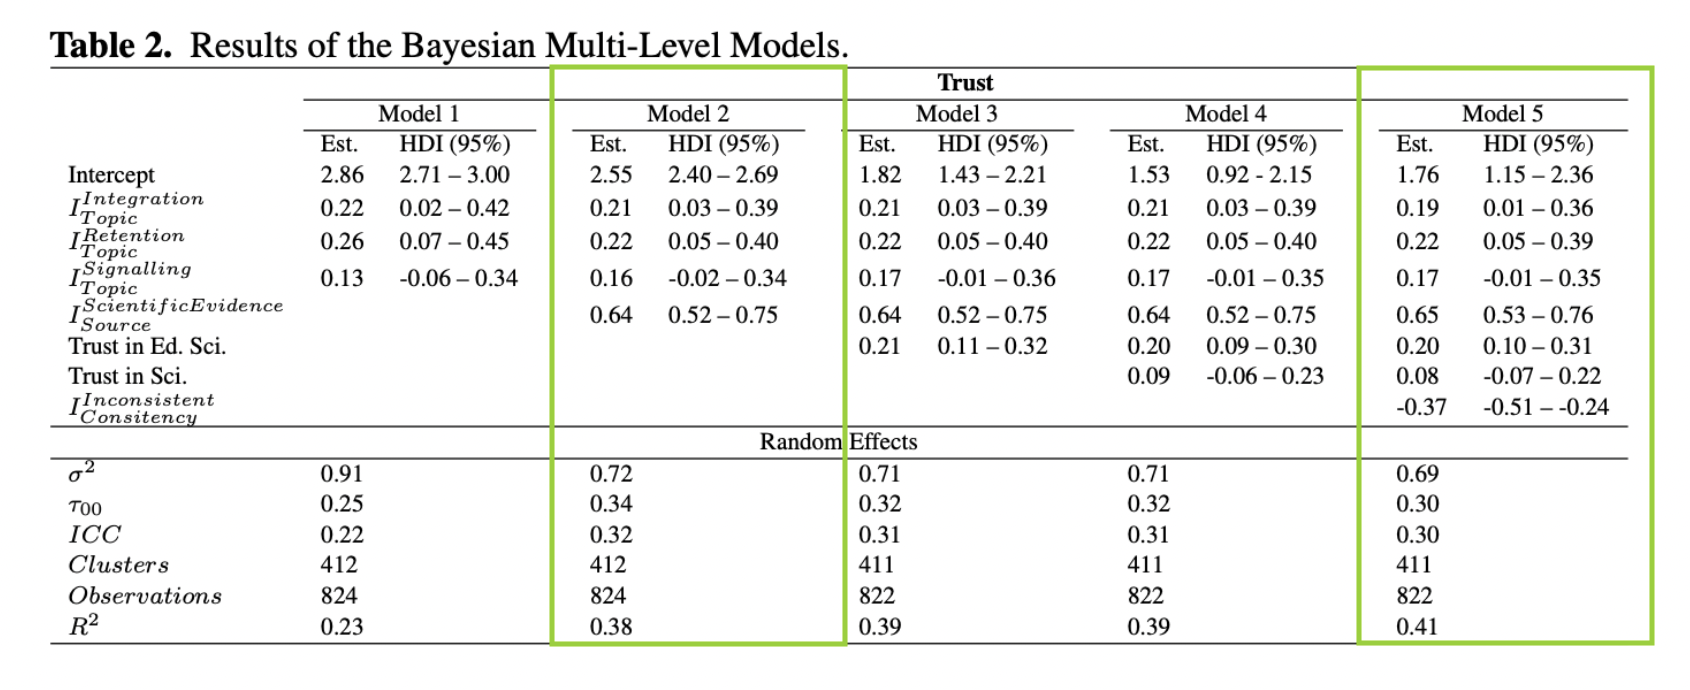 Table 2. Results of the Bayesian Multi-Level Models.
Trust
Model 1 Model 2 Model 3 Model 4 Model 5
Est. HDI (95%) Est. HDI (95%) Est. HDI (95%) Est. HDI (95%) Est. HDI (95%)
Intercept 2.86 2.71 – 3.00 2.55 2.40 – 2.69 1.82 1.43 – 2.21 1.53 0.92 - 2.15 1.76 1.15 – 2.36
I^{Integration}_{Topic} 0.22 0.02 – 0.42 0.21 0.03 – 0.39 0.21 0.03 – 0.39 0.21 0.03 – 0.39 0.19 0.01 – 0.36
I^{Retention}_{Topic} 0.26 0.07 – 0.45 0.22 0.05 – 0.40 0.22 0.05 – 0.40 0.22 0.05 – 0.40 0.22 0.05 – 0.39
I^{Signalling}_{Topic} 0.13 -0.06 – 0.34 0.16 -0.02 – 0.34 0.17 -0.01 – 0.36 0.17 -0.01 – 0.35 0.17 -0.01 – 0.35
I^{ScientificEvidence}_{Source} 0.64 0.52 – 0.75 0.64 0.52 – 0.75 0.64 0.52 – 0.75 0.65 0.53 – 0.76
Trust in Ed. Sci. 0.21 0.11 – 0.32 0.20 0.09 – 0.30 0.20 0.10 – 0.31
Trust in Sci. 0.09 -0.06 – 0.23 0.08 -0.07 – 0.22
I^{Inconsistent}_{Consitency} -0.37 -0.51 – -0.24
Random Effects
σ² 0.91 0.72 0.71 0.71 0.69
τ₀₀ 0.25 0.34 0.32 0.32 0.30
ICC 0.22 0.32 0.31 0.31 0.30
Clusters 412 412 411 411 411
Observations 824 824 822 822 822
R² 0.23 0.38 0.39 0.39 0.41